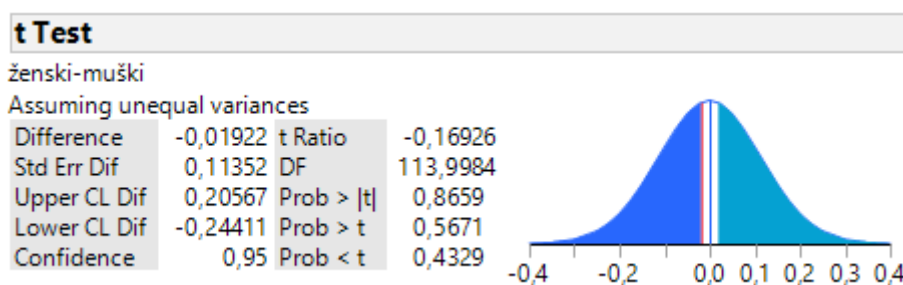 t Test
ženski-muški
Assuming unequal variances
Difference -0,01922 t Ratio -0,16926
Std Err Dif 0,11352 DF 113,9984
Upper CL Dif 0,20567 Prob > |t| 0,8659
Lower CL Dif -0,24411 Prob > t 0,5671
Confidence 0,95 Prob < t 0,4329
-0,4 -0,2 0,0 0,1 0,2 0,3 0,4